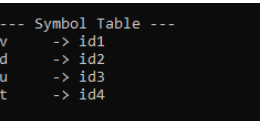 --- Symbol Table ---
v -> id1
d -> id2
u -> id3
t -> id4